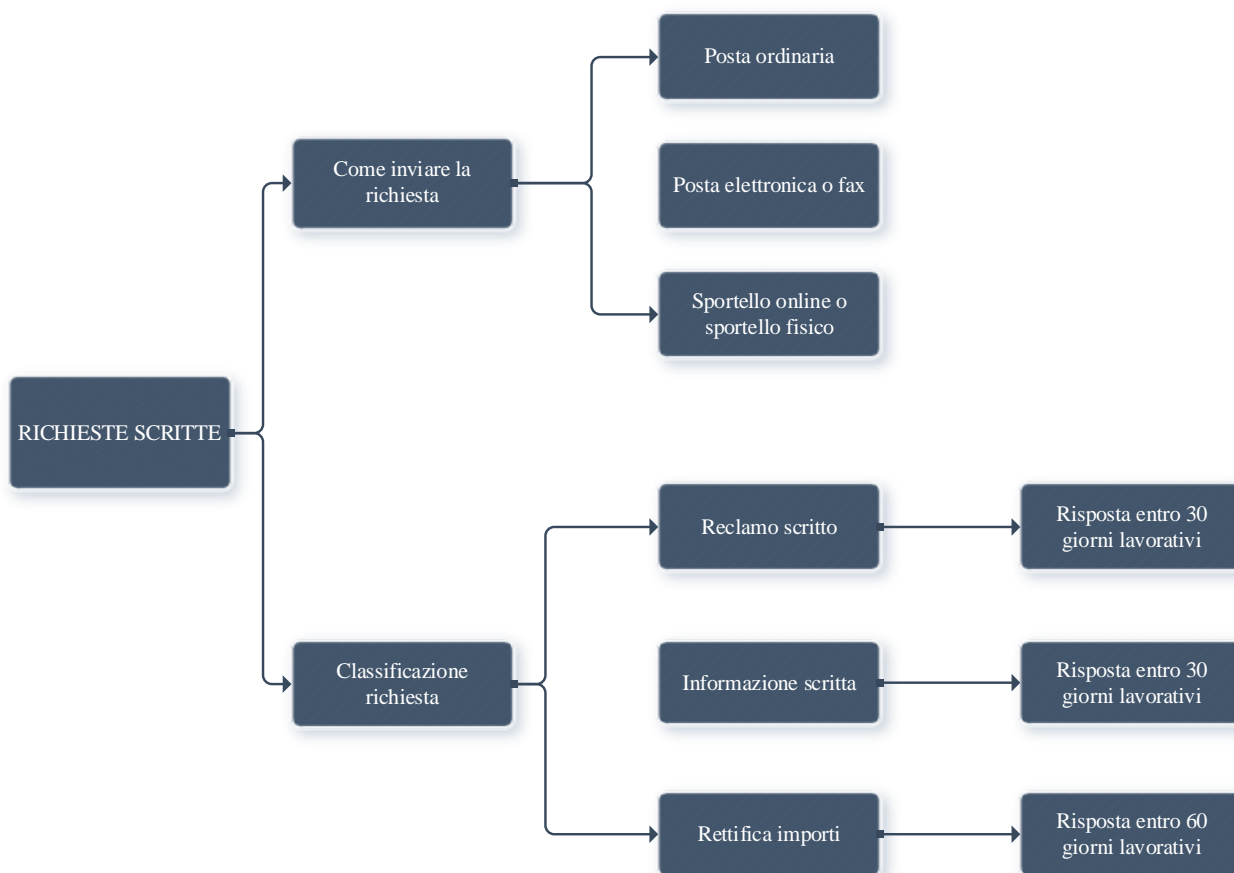 Posta ordinaria
Come inviare la
richiesta
Posta elettronica o fax
Sportello online o
sportello fisico
RICHIESTE SCRITTE
Reclamo scritto
Risposta entro 30
giorni lavorativi
Classificazione
richiesta
Informazione scritta
Risposta entro 30
giorni lavorativi
Rettifica importi
Risposta entro 60
giorni lavorativi